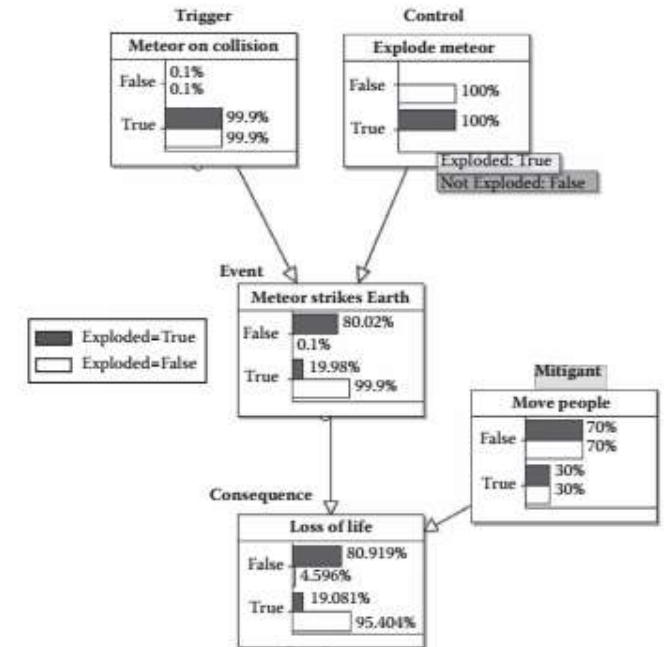 Trigger
Control
Meteor on collision
False
0.1%
0.1%
True
99.9%
99.9%
Explode meteor
False
100%
True
100%
Exploded: True
Not Exploded: False
Event
Meteor strikes Earth
False
80.02%
0.1%
True
19.98%
99.9%
Exploded=True
Exploded=False
Mitigant
Move people
False
70%
70%
True
30%
30%
Consequence
Loss of life
False
80.919%
4.596%
True
19.081%
95.404%